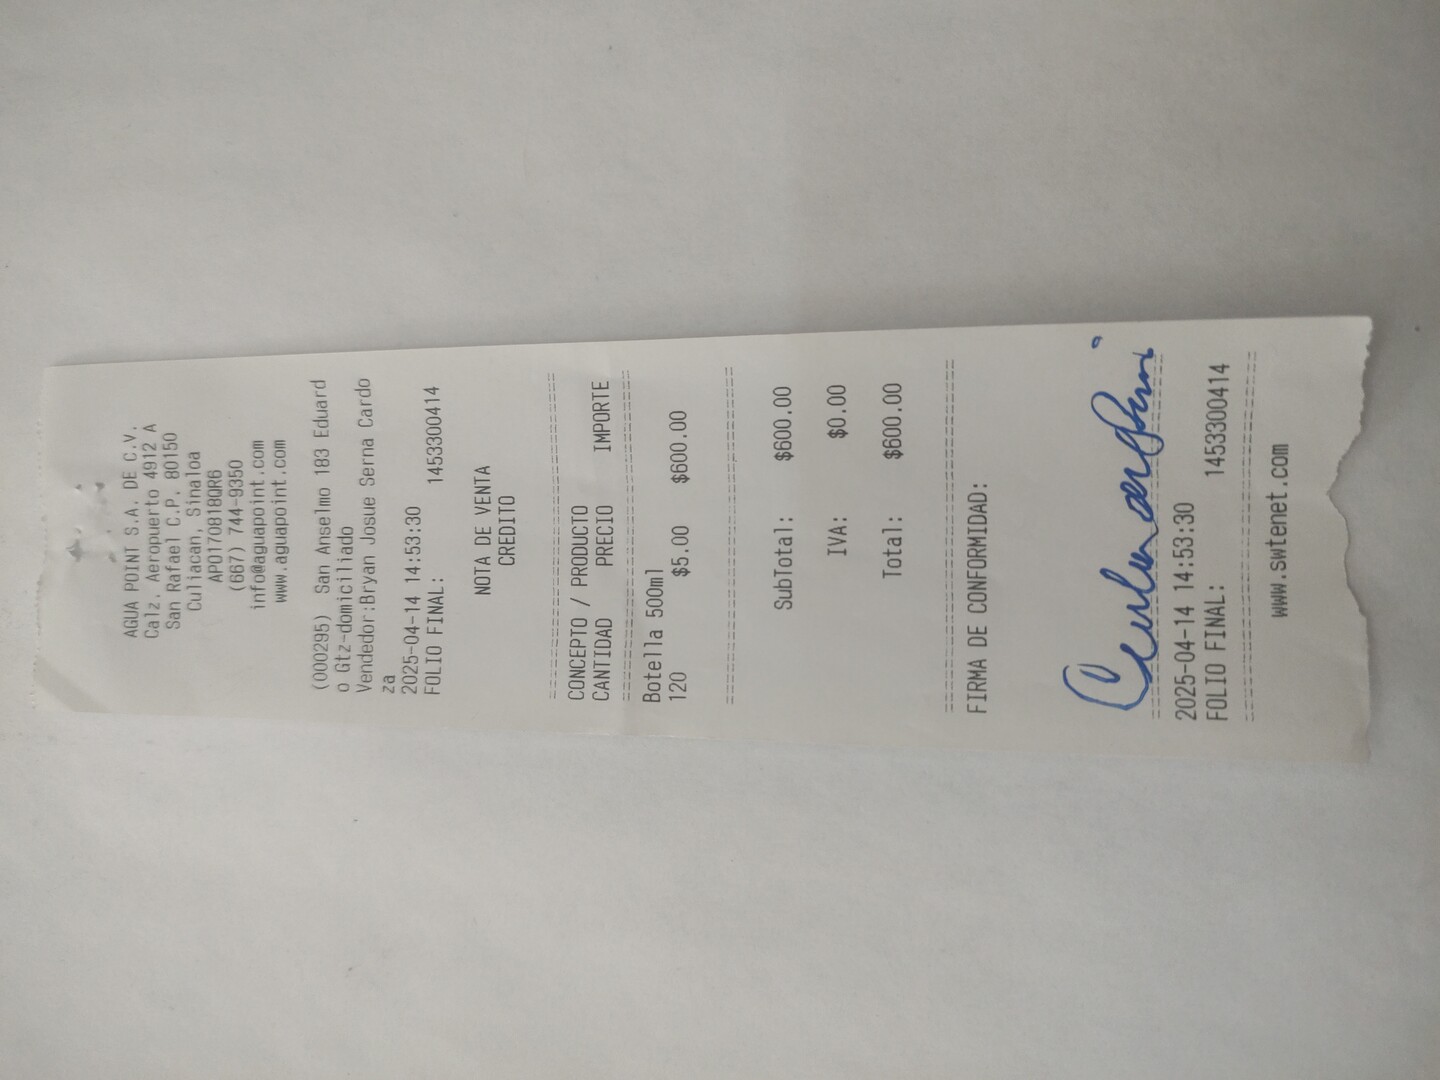 AGUA POINT S.A. DE C.V.
Calz. Aeropuerto 4912 A
San Rafael C.P. 80150
Culiacan, Sinaloa
APO170818QR6
(667) 744-9350
info@aguapoint.com
www.aguapoint.com
(000295) San Anselmo 183 Eduard
o Gtz-domiciliado
Vendedor:Bryan Josue Serna Cardo
za
2025-04-14 14:53:30
FOLIO FINAL: 1453300414
NOTA DE VENTA
CREDITO
CONCEPTO / PRODUCTO
CANTIDAD PRECIO IMPORTE
Botella 500ml
120 $5.00 $600.00
SubTotal: $600.00
IVA: $0.00
Total: $600.00
FIRMA DE CONFORMIDAD:
2025-04-14 14:53:30
FOLIO FINAL: 1453300414
www.swtenet.com